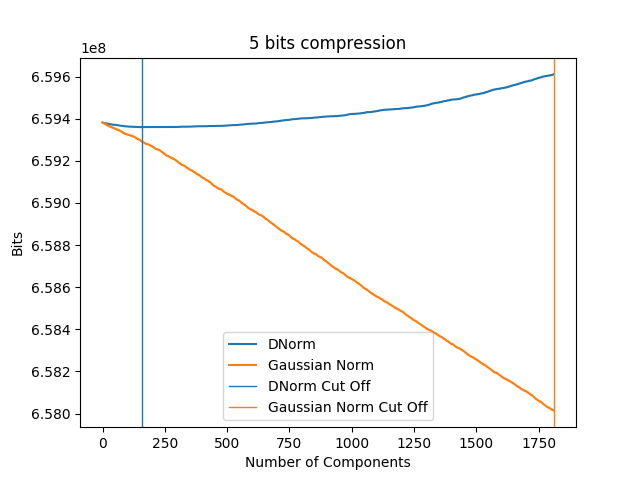 5 bits compression
1e8
6.596
6.594
6.592
6.590
6.588
6.586
6.584
6.582
6.580
Bits
DNorm
Gaussian Norm
DNorm Cut Off
Gaussian Norm Cut Off
0 250 500 750 1000 1250 1500 1750
Number of Components